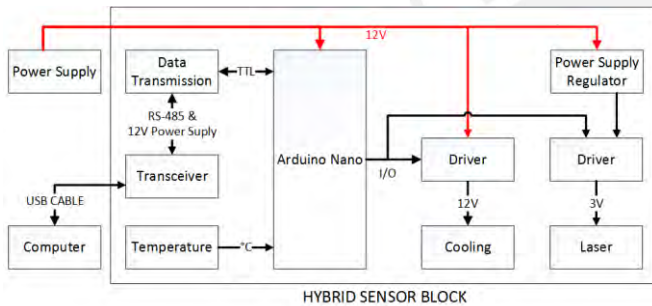 12V
Power Supply
Data
Transmission
TTL
Power Supply
Regulator
RS-485 &
12V Power Suply
Arduino Nano
I/O
Transceiver
Driver
Driver
USB CABLE
12V
3V
Computer
Temperature
°C
Cooling
Laser
HYBRID SENSOR BLOCK